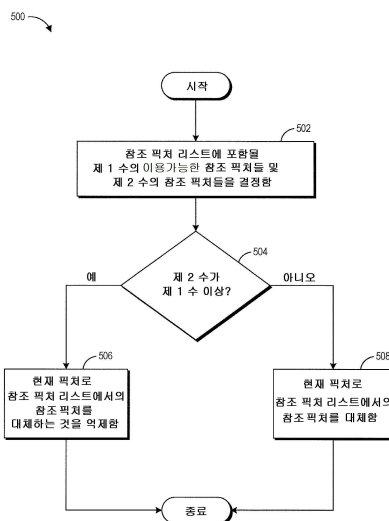 500
시작
502
참조 픽처 리스트에 포함될
제 1 수의 이용가능한 참조 픽처들 및
제 2 수의 참조 픽처들을 결정함
504
제 2 수가
제 1 수 이상?
예
아니오
506
현재 픽처로
참조 픽처 리스트에서의
참조 픽처를
대체하는 것을 억제함
508
현재 픽처로
참조 픽처 리스트에서의
참조 픽처를 대체함
종료